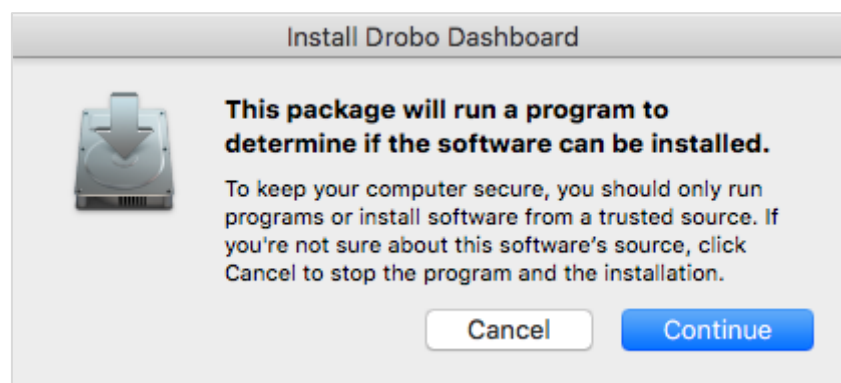 Install Drobo Dashboard
This package will run a program to
determine if the software can be installed.
To keep your computer secure, you should only run
programs or install software from a trusted source. If
you're not sure about this software’s source, click
Cancel to stop the program and the installation.
Cancel
Continue